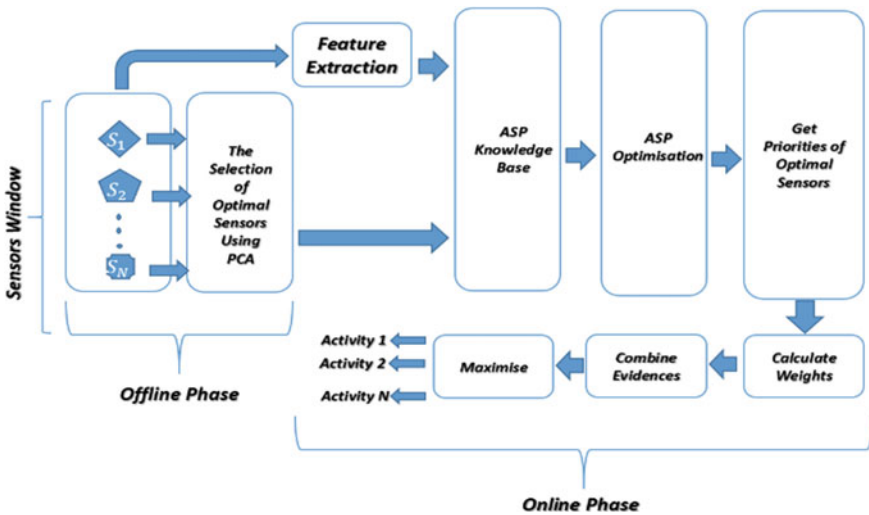 Feature
Extraction
Sensors Window
S1
S2
SN
The
Selection
of
Optimal
Sensors
Using
PCA
ASP
Knowledge
Base
ASP
Optimisation
Get
Priorities of
Optimal
Sensors
Activity 1
Activity 2
Activity N
Maximise
Combine
Evidences
Calculate
Weights
Offline Phase
Online Phase